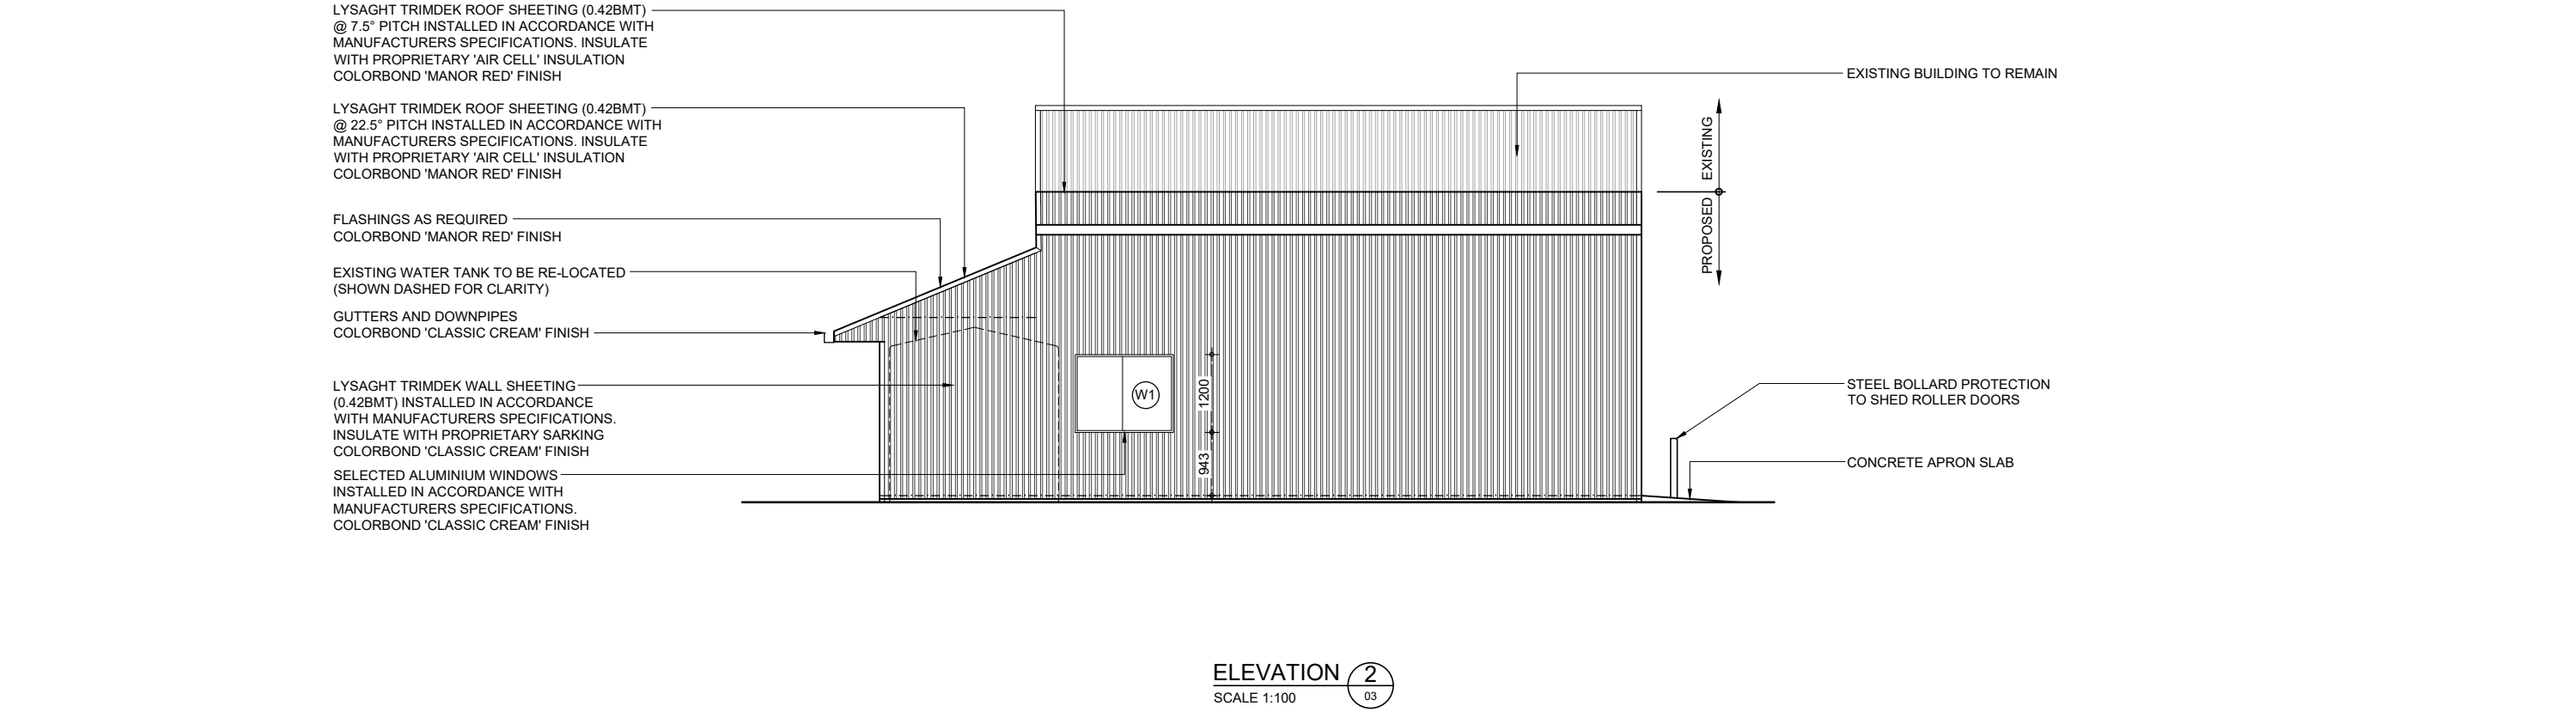 LYSAGHT TRIMDEK ROOF SHEETING (0.42BMT)
@ 7.5° PITCH INSTALLED IN ACCORDANCE WITH
MANUFACTURERS SPECIFICATIONS. INSULATE
WITH PROPRIETARY 'AIR CELL' INSULATION
COLORBOND 'MANOR RED' FINISH
LYSAGHT TRIMDEK ROOF SHEETING (0.42BMT)
@ 22.5° PITCH INSTALLED IN ACCORDANCE WITH
MANUFACTURERS SPECIFICATIONS. INSULATE
WITH PROPRIETARY 'AIR CELL' INSULATION
COLORBOND 'MANOR RED' FINISH
FLASHINGS AS REQUIRED
COLORBOND 'MANOR RED' FINISH
EXISTING WATER TANK TO BE RE-LOCATED
(SHOWN DASHED FOR CLARITY)
GUTTERS AND DOWNPIPES
COLORBOND 'CLASSIC CREAM' FINISH
LYSAGHT TRIMDEK WALL SHEETING
(0.42BMT) INSTALLED IN ACCORDANCE
WITH MANUFACTURERS SPECIFICATIONS.
INSULATE WITH PROPRIETARY SARKING
COLORBOND 'CLASSIC CREAM' FINISH
SELECTED ALUMINIUM WINDOWS
INSTALLED IN ACCORDANCE WITH
MANUFACTURERS SPECIFICATIONS.
COLORBOND 'CLASSIC CREAM' FINISH
W1
1200
943
EXISTING
PROPOSED
EXISTING BUILDING TO REMAIN
STEEL BOLLARD PROTECTION
TO SHED ROLLER DOORS
CONCRETE APRON SLAB
ELEVATION 2
SCALE 1:100 03